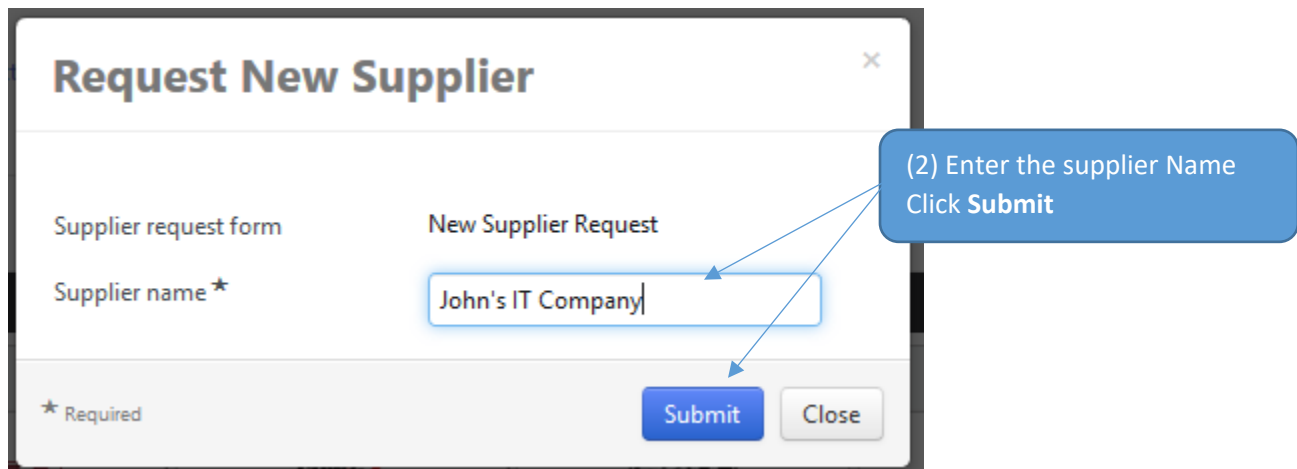 Request New Supplier
×
(2) Enter the supplier Name
Click Submit
Supplier request form New Supplier Request
Supplier name ★ John's IT Company
★ Required Submit Close